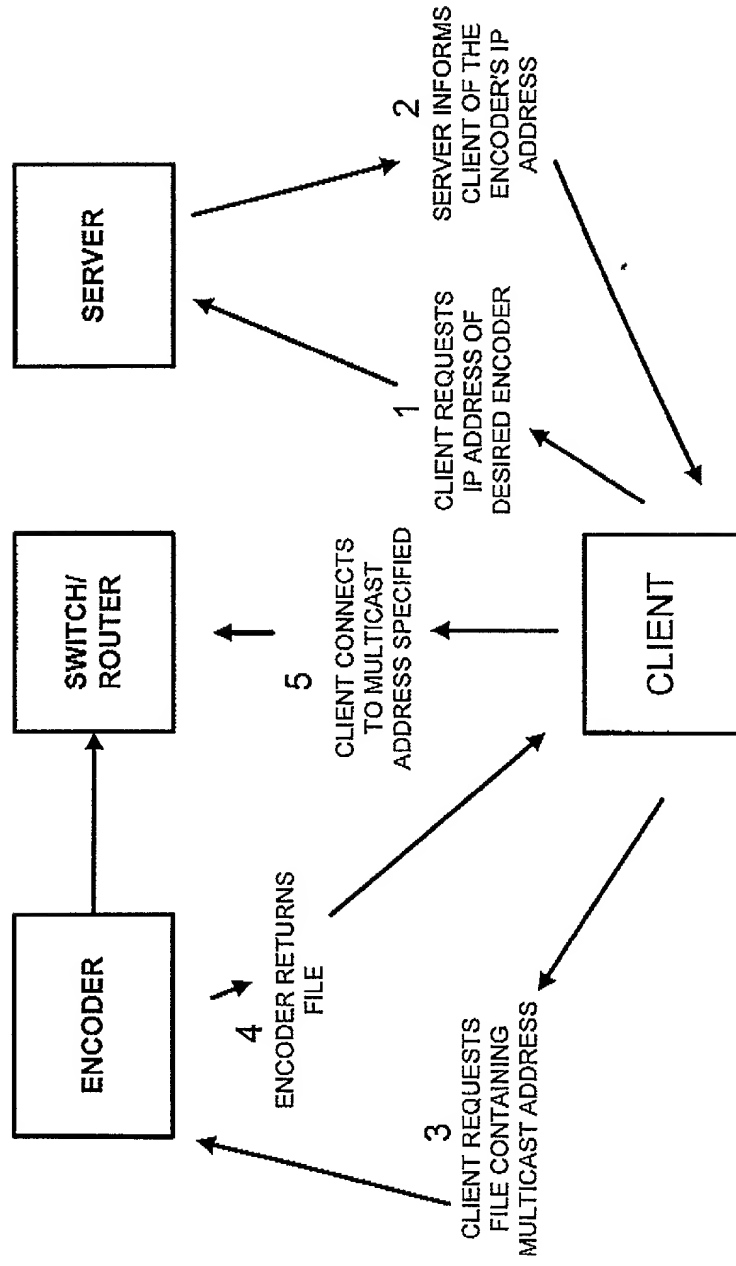 ENCODER
SWITCH/
ROUTER
SERVER
4
ENCODER RETURNS
FILE
5
CLIENT CONNECTS
TO MULTICAST
ADDRESS SPECIFIED
1
CLIENT REQUESTS
IP ADDRESS OF
DESIRED ENCODER
2
SERVER INFORMS
CLIENT OF THE
ENCODER'S IP
ADDRESS
3
CLIENT REQUESTS
FILE CONTAINING
MULTICAST ADDRESS
CLIENT